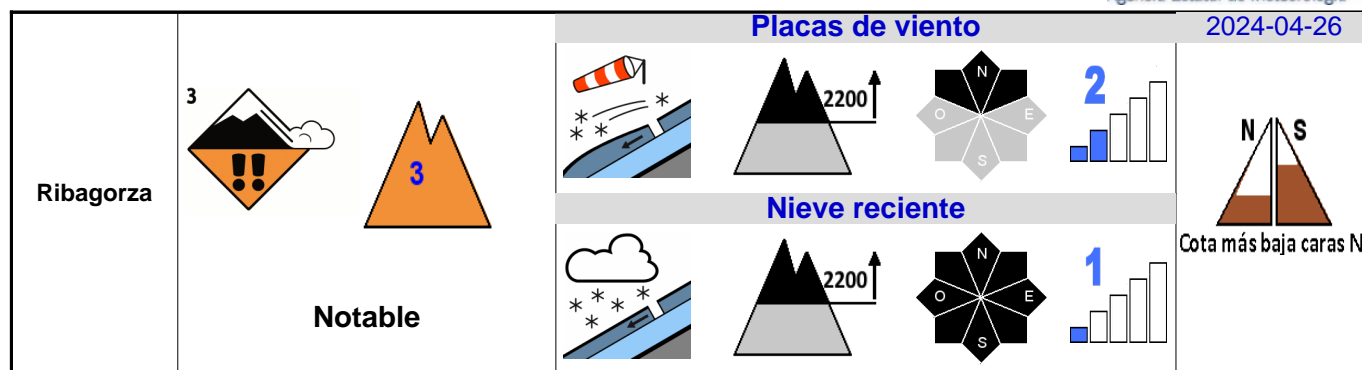 Placas de viento
2024-04-26
3
N
2200
O
E
S
2
N
S
3
Ribagorza
Nieve reciente
Cota más baja caras N
N
2200
O
E
S
1
Notable